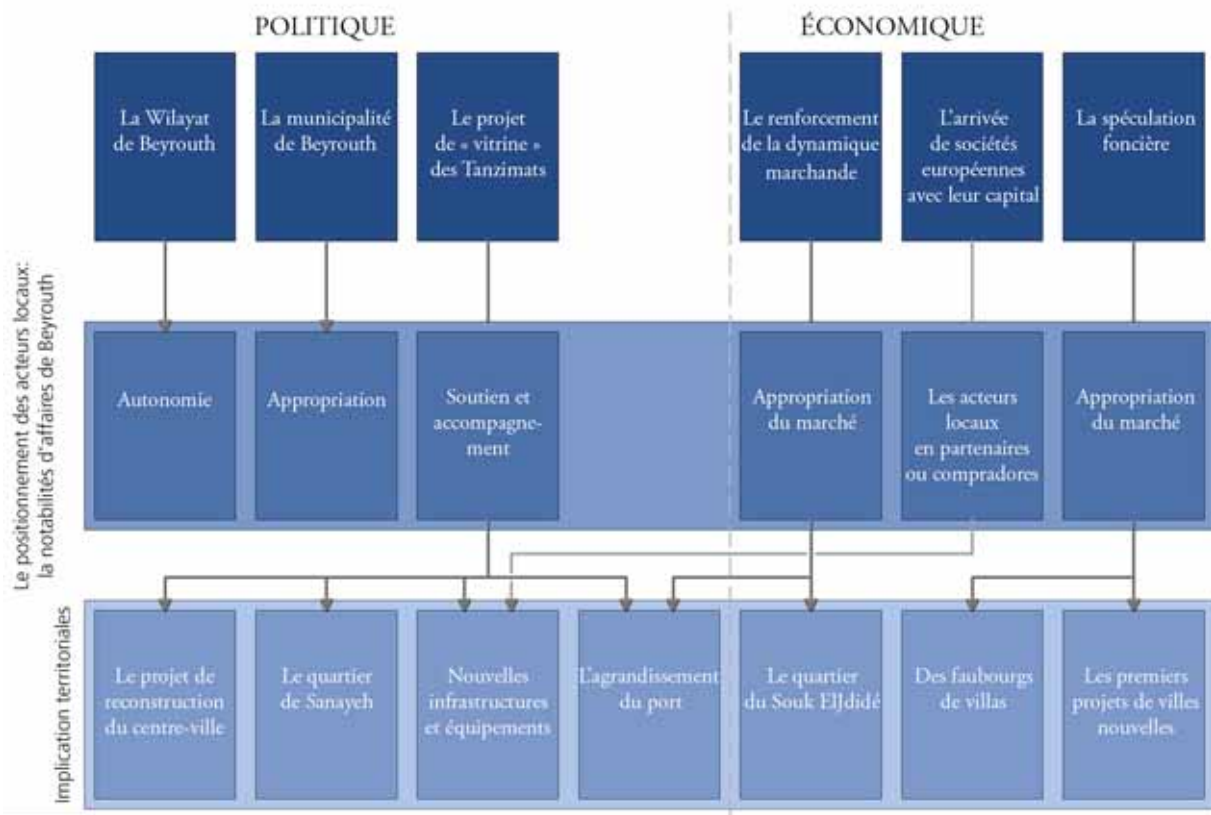 POLITIQUE
ÉCONOMIQUE
La Wilayat
de Beyrouth
La municipalité
de Beyrouth
Le projet
de « vitrine »
des Tanzimats
Le renforcement
de la dynamique
marchande
L'arrivée
de sociétés
européennes
avec leur capital
La spéculation
foncière
Le positionnement des acteurs locaux:
la notabilités d'affaires de Beyrouth
Autonomie
Appropriation
Soutien et
accompagne-
ment
Appropriation
du marché
Les acteurs
locaux
en partenaires
ou compradores
Appropriation
du marché
Implication territoriales
Le projet de
reconstruction
du centre-ville
Le quartier
de Sanayeh
Nouvelles
infrastructures
et équipements
L'agrandissement
du port
Le quartier
du Souk ElJdidé
Des faubourgs
de villas
Les premiers
projets de villes
nouvelles